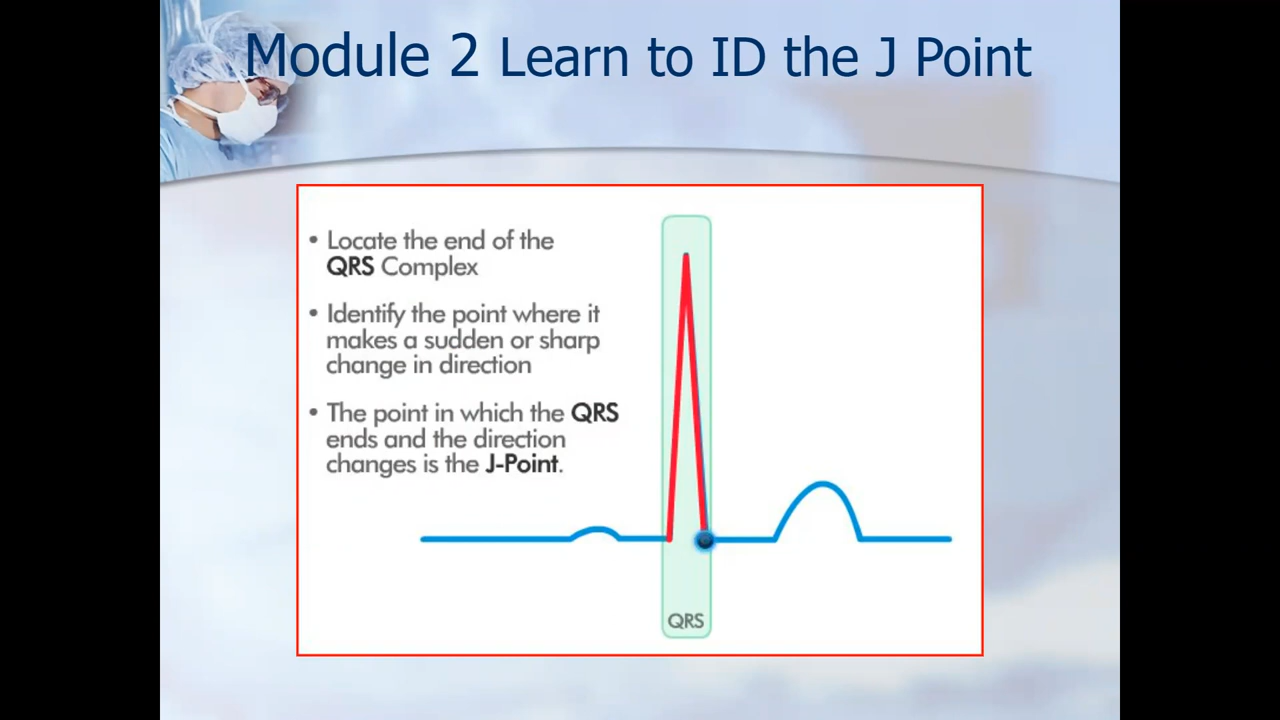 Module 2 Learn to ID the J Point
• Locate the end of the
QRS Complex
• Identify the point where it
makes a sudden or sharp
change in direction
• The point in which the QRS
ends and the direction
changes is the J-Point.
QRS